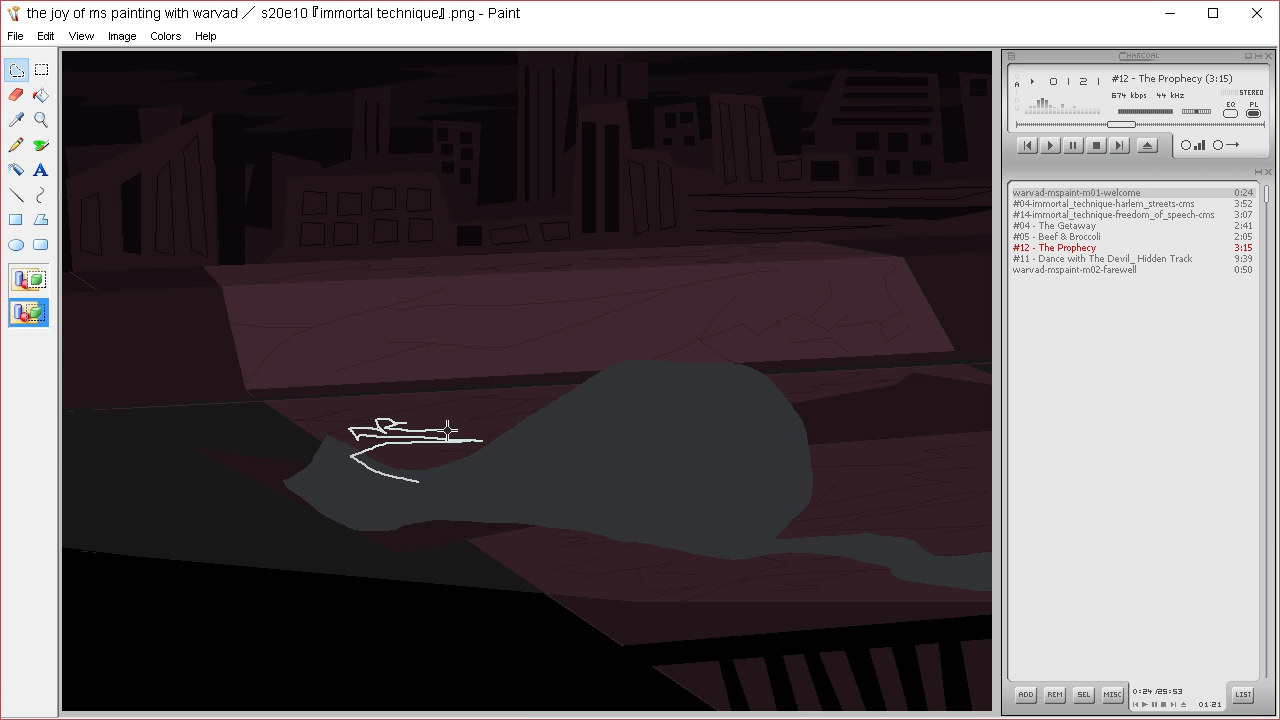 the joy of ms painting with warvad ／ s20e10『immortal technique』.png - Paint
File Edit View Image Colors Help
CHARCOAL
#12 - The Prophecy (3:15)
674 kbps 44 kHz
STEREO
EQ PL
warvad-mspaint-m01-welcome 0:24
#04-immortal_technique-harlem_streets-cms 3:52
#14-immortal_technique-freedom_of_speech-cms 3:07
#04 - The Getaway 2:41
#05 - Beef & Broccoli 2:05
#12 - The Prophecy 3:15
#11 - Dance with The Devil_ Hidden Track 9:39
warvad-mspaint-m02-farewell 0:50
ADD REM SEL MISC 0:24/25:53 LIST
01:21